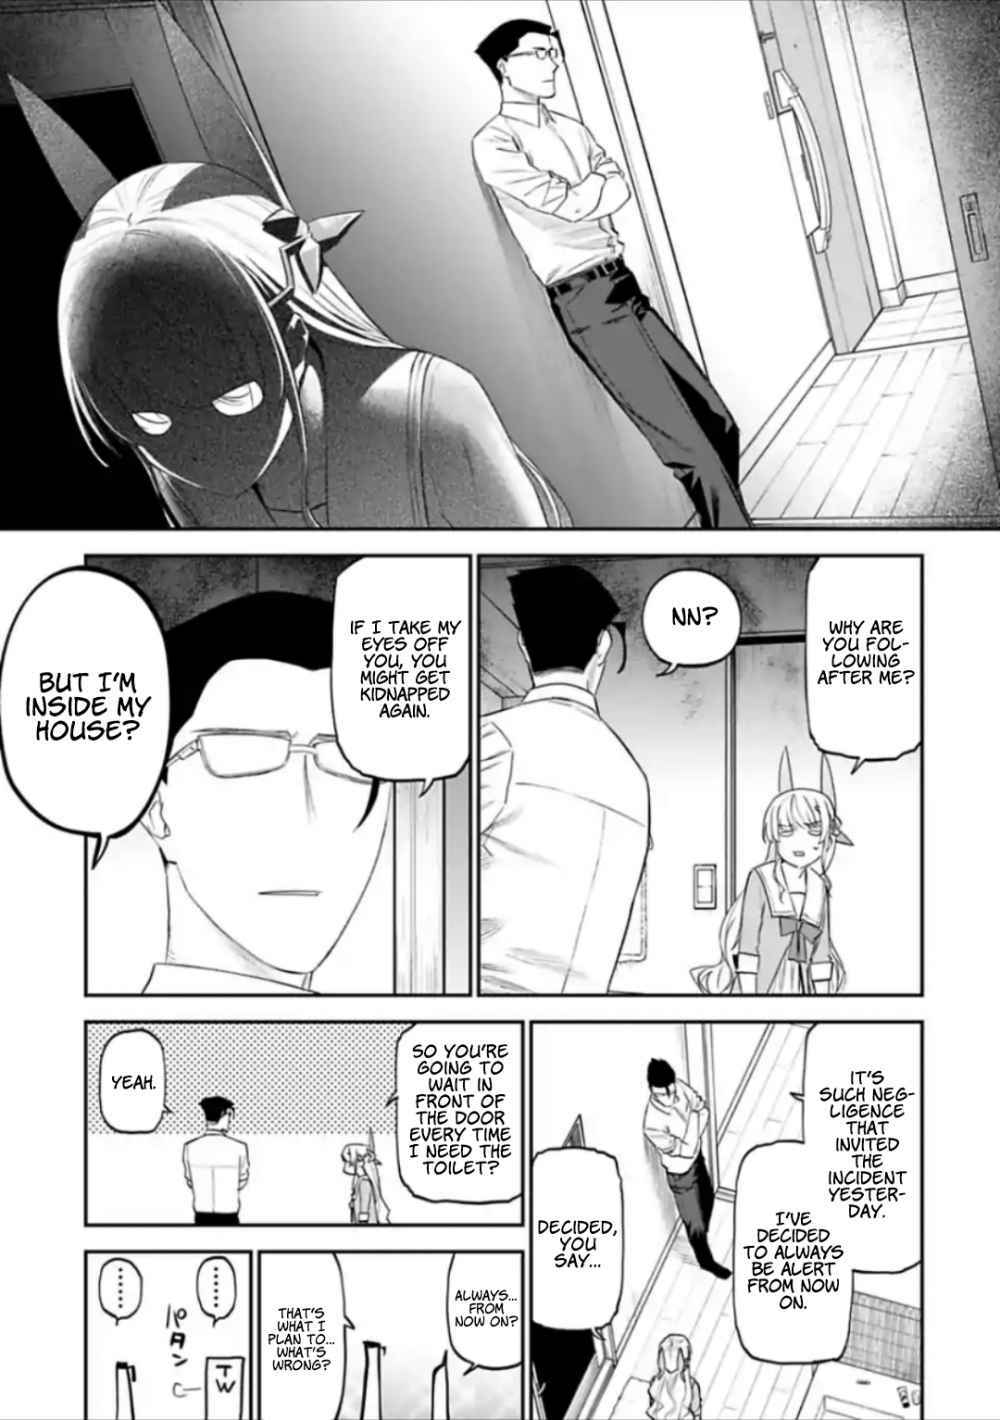 WHY ARE
YOU FOL-
LOWING
AFTER ME?
NN?
IF I TAKE MY
EYES OFF
YOU, YOU
MIGHT GET
KIDNAPPED
AGAIN.
BUT I'M
INSIDE MY
HOUSE?
IT'S
SUCH NEG-
LIGENCE
THAT
INVITED
THE
INCIDENT
YESTER-
DAY.
I'VE
DECIDED
TO ALWAYS
BE ALERT
FROM NOW
ON.
DECIDED,
YOU
SAY...
SO YOU'RE
GOING TO
WAIT IN
FRONT OF
THE DOOR
EVERY TIME
I NEED THE
TOILET?
YEAH.
ALWAYS...
FROM
NOW ON?
THAT'S
WHAT I
PLAN TO...
WHAT'S
WRONG?
......
パタン
TW
......